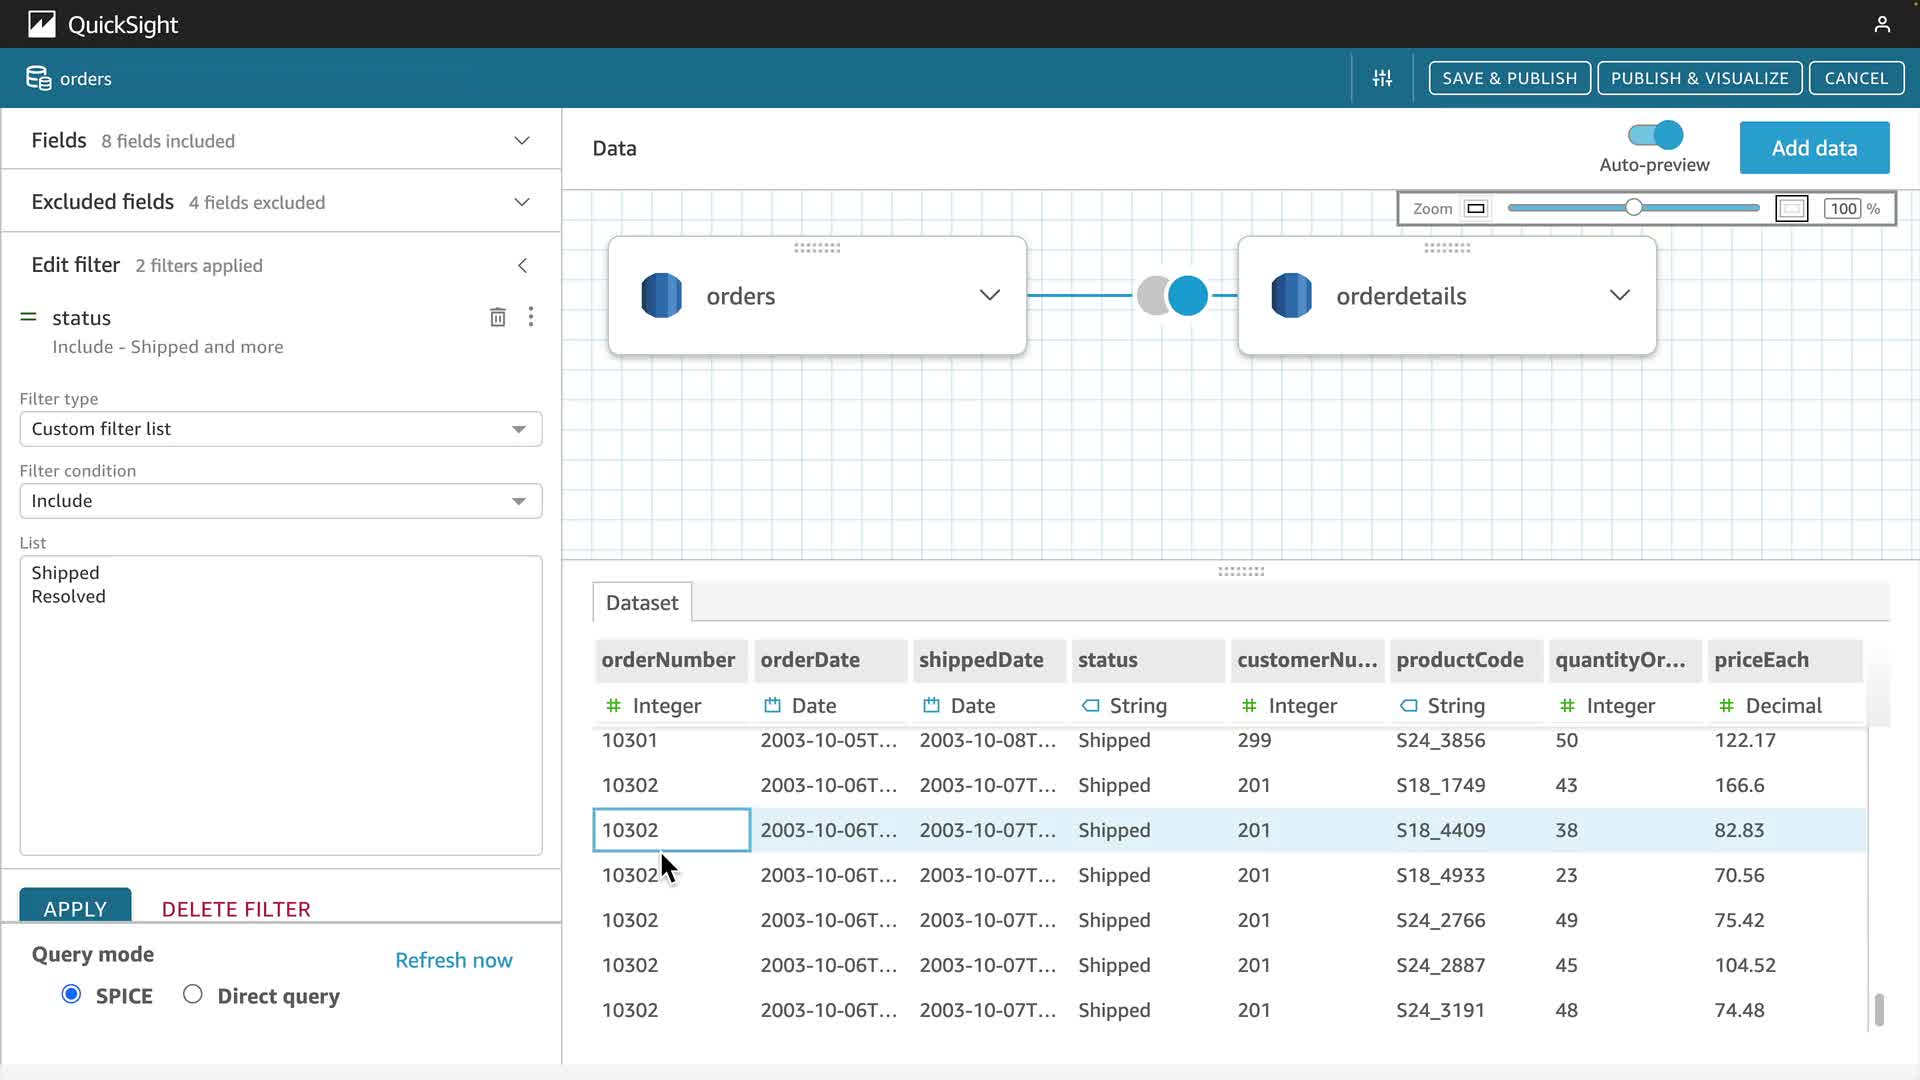 QuickSight
orders
SAVE & PUBLISH
PUBLISH & VISUALIZE
CANCEL
Fields 8 fields included
Excluded fields 4 fields excluded
Edit filter 2 filters applied
status
Include - Shipped and more
Filter type
Custom filter list
Filter condition
Include
List
Shipped
Resolved
APPLY DELETE FILTER
Query mode
Refresh now
SPICE Direct query
Data
Auto-preview
Add data
Zoom 100 %
orders
orderdetails
Dataset
orderNumber orderDate shippedDate status customerNu... productCode quantityOr... priceEach
# Integer Date Date String # Integer String # Integer # Decimal
10301 2003-10-05T... 2003-10-08T... Shipped 299 S24_3856 50 122.17
10302 2003-10-06T... 2003-10-07T... Shipped 201 S18_1749 43 166.6
10302 2003-10-06T... 2003-10-07T... Shipped 201 S18_4409 38 82.83
10302 2003-10-06T... 2003-10-07T... Shipped 201 S18_4933 23 70.56
10302 2003-10-06T... 2003-10-07T... Shipped 201 S24_2766 49 75.42
10302 2003-10-06T... 2003-10-07T... Shipped 201 S24_2887 45 104.52
10302 2003-10-06T... 2003-10-07T... Shipped 201 S24_3191 48 74.48